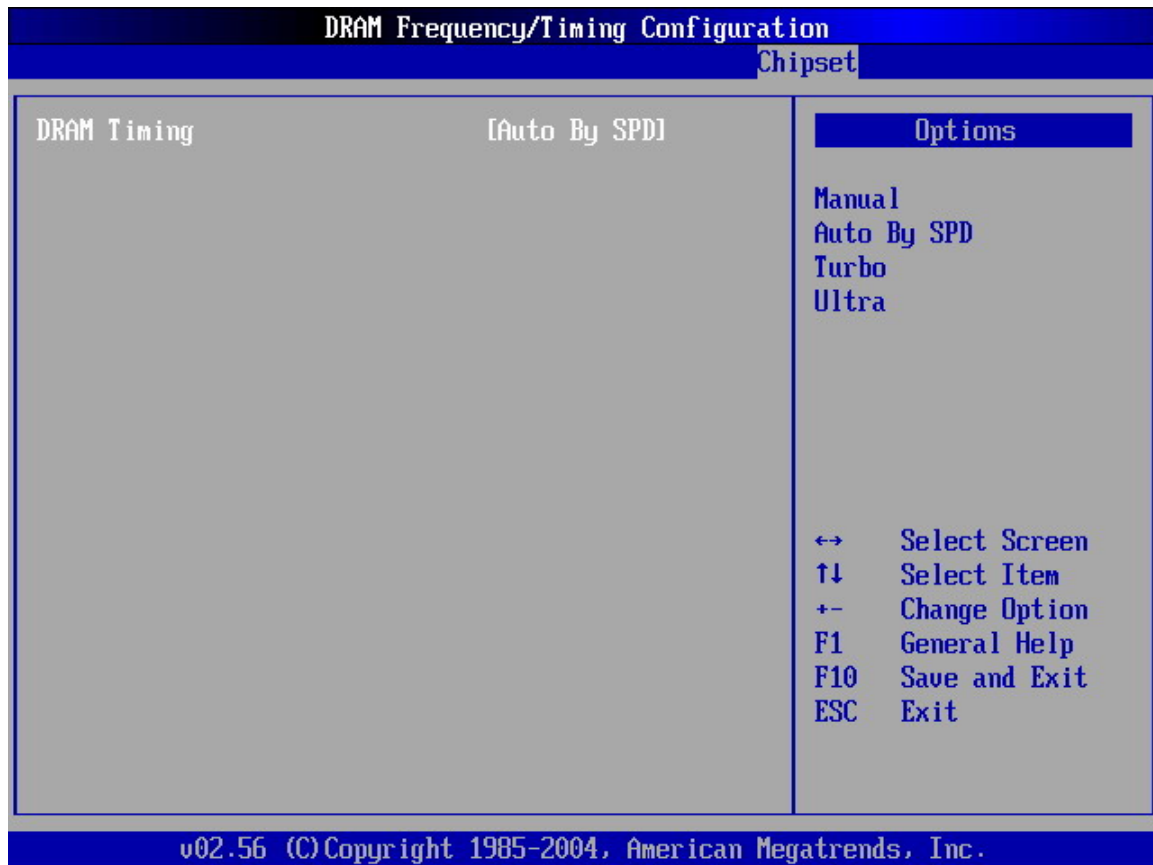 DRAM Frequency/Timing Configuration
Chipset
DRAM Timing [Auto By SPD]
Options
Manual
Auto By SPD
Turbo
Ultra
←→ Select Screen
↑↓ Select Item
+- Change Option
F1 General Help
F10 Save and Exit
ESC Exit
v02.56 (C)Copyright 1985-2004, American Megatrends, Inc.